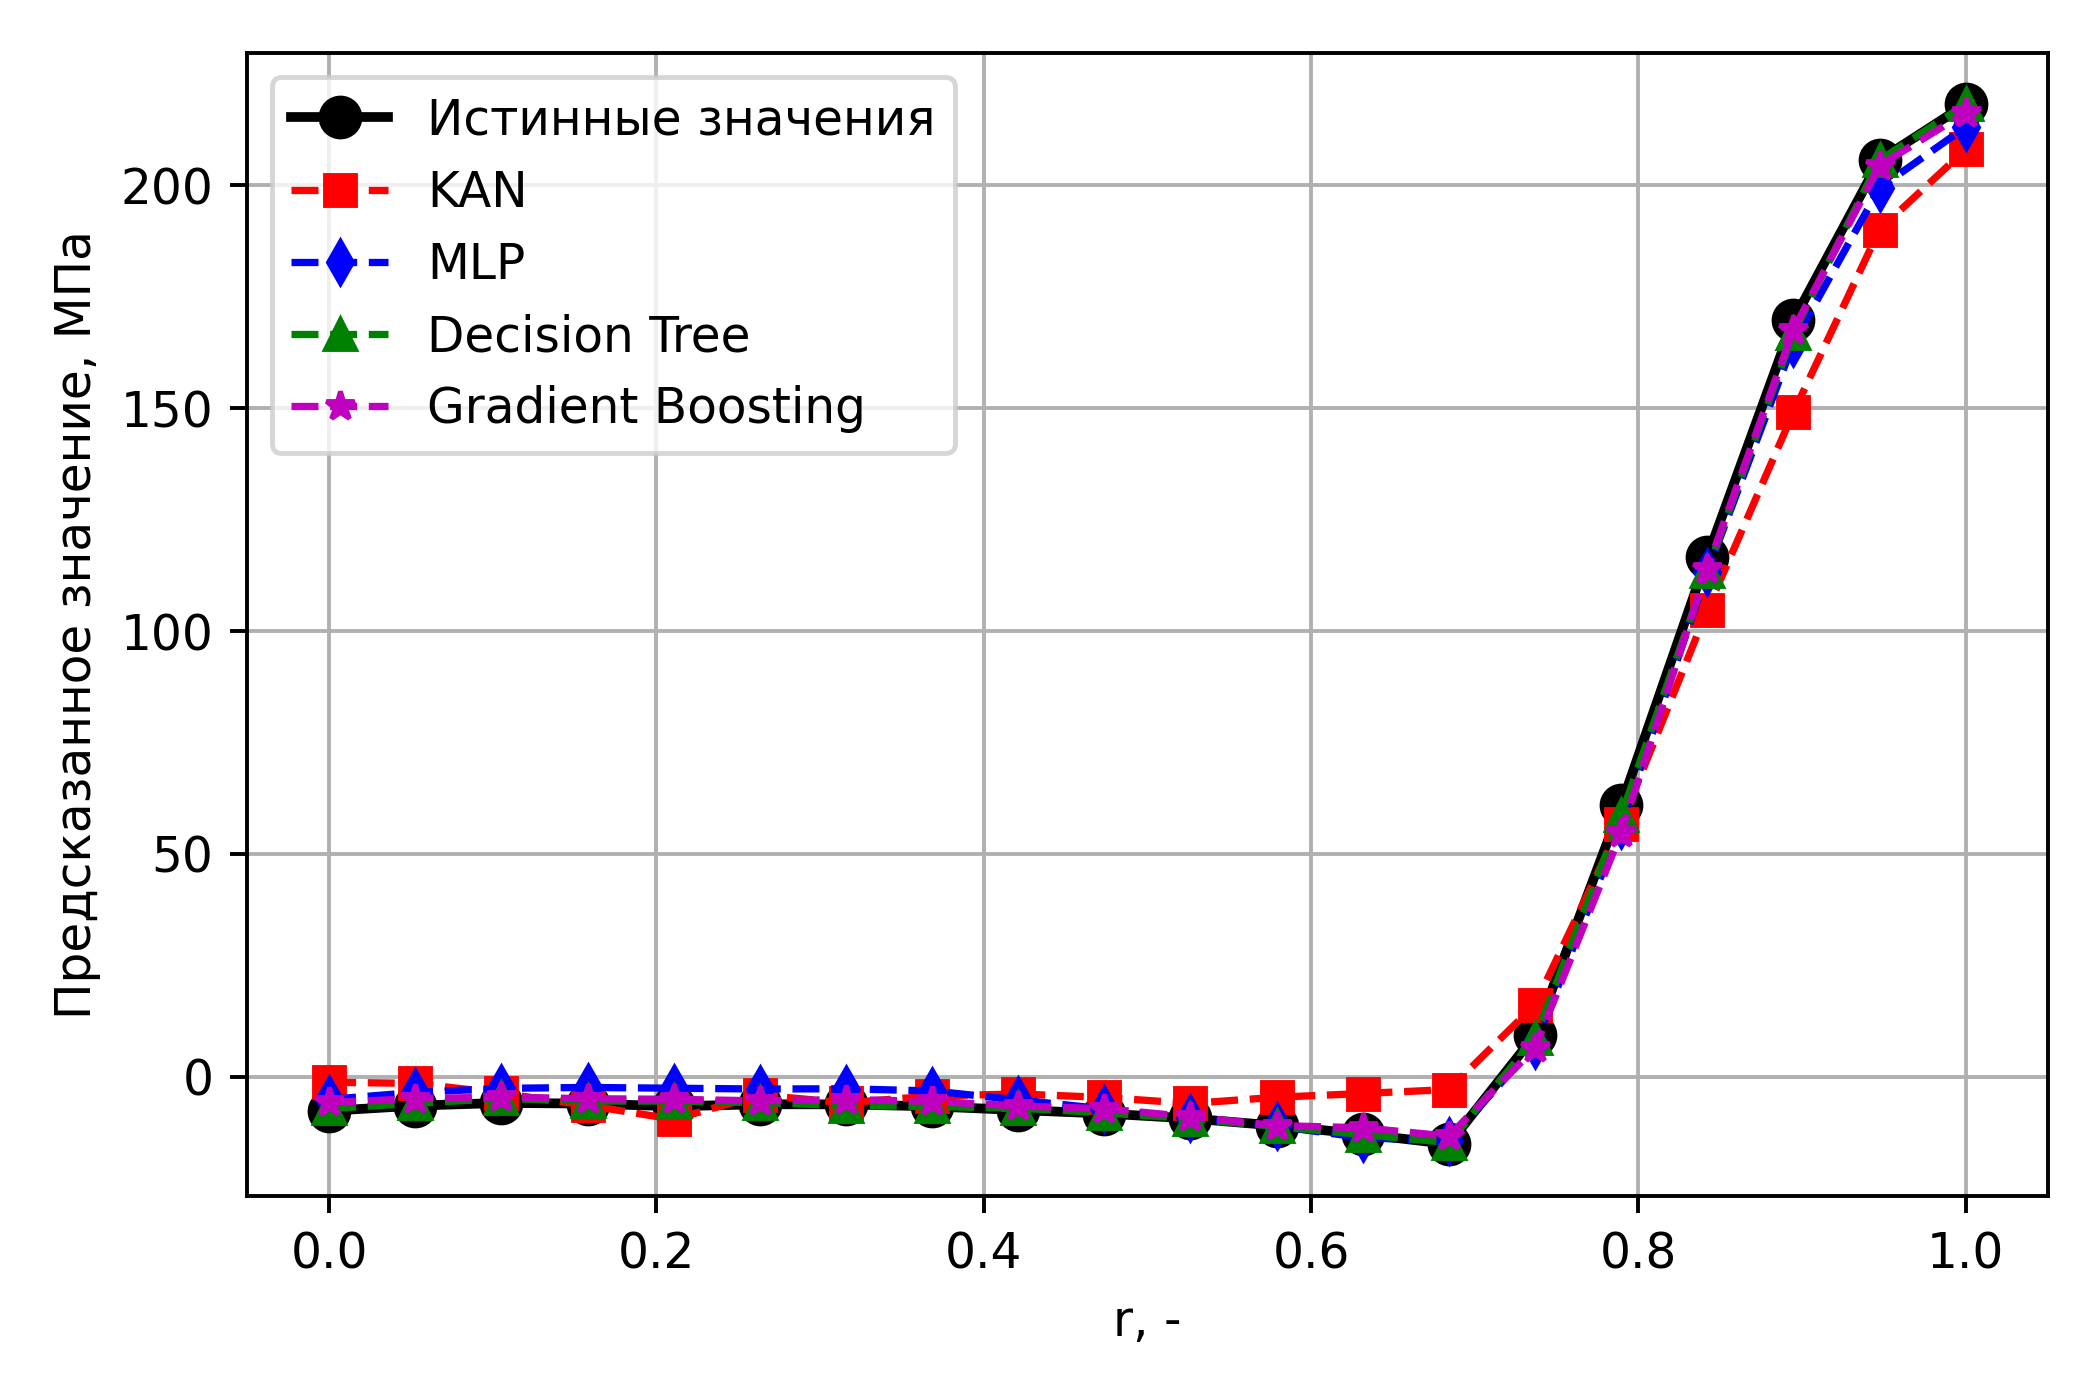 Истинные значения
KAN
MLP
Decision Tree
Gradient Boosting
Предсказанное значение, МПа
200
150
100
50
0
0.0 0.2 0.4 0.6 0.8 1.0
r, -